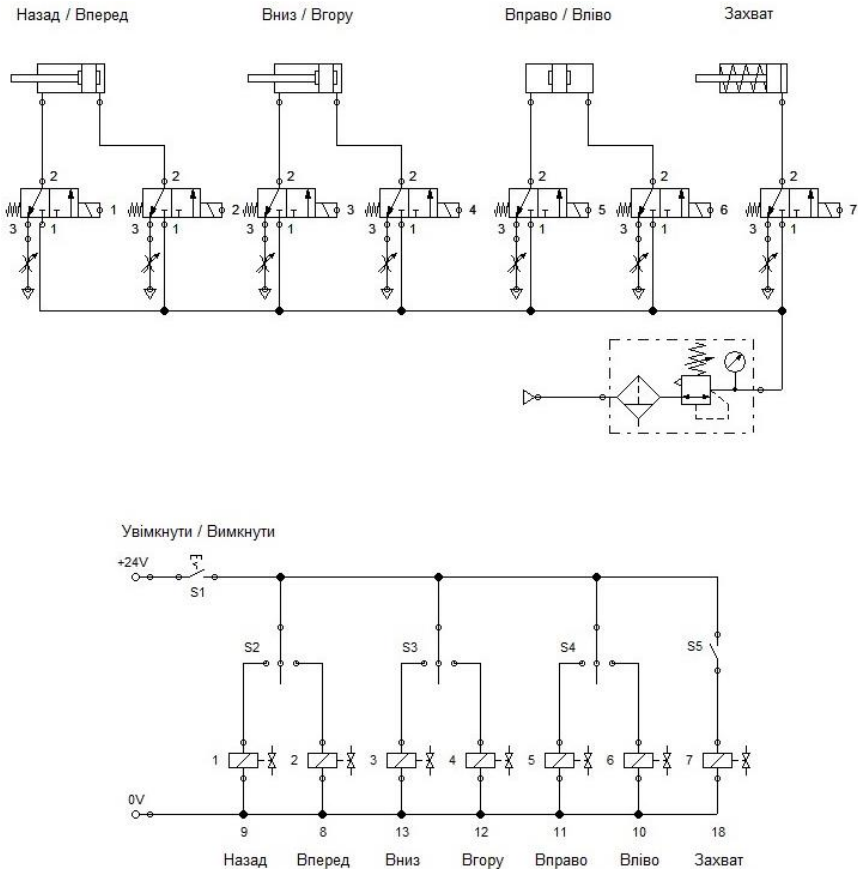 Назад / Вперед Вниз / Вгору Вправо / Вліво Захват
2 2 2 2 2 2 2
1 2 3 4 5 6 7
3 1 3 1 3 1 3 1 3 1 3 1 3 1
Увімкнути / Вимкнути
+24V
S1
S2 S3 S4 S5
1 2 3 4 5 6 7
0V
9 8 13 12 11 10 18
Назад Вперед Вниз Вгору Вправо Вліво Захват